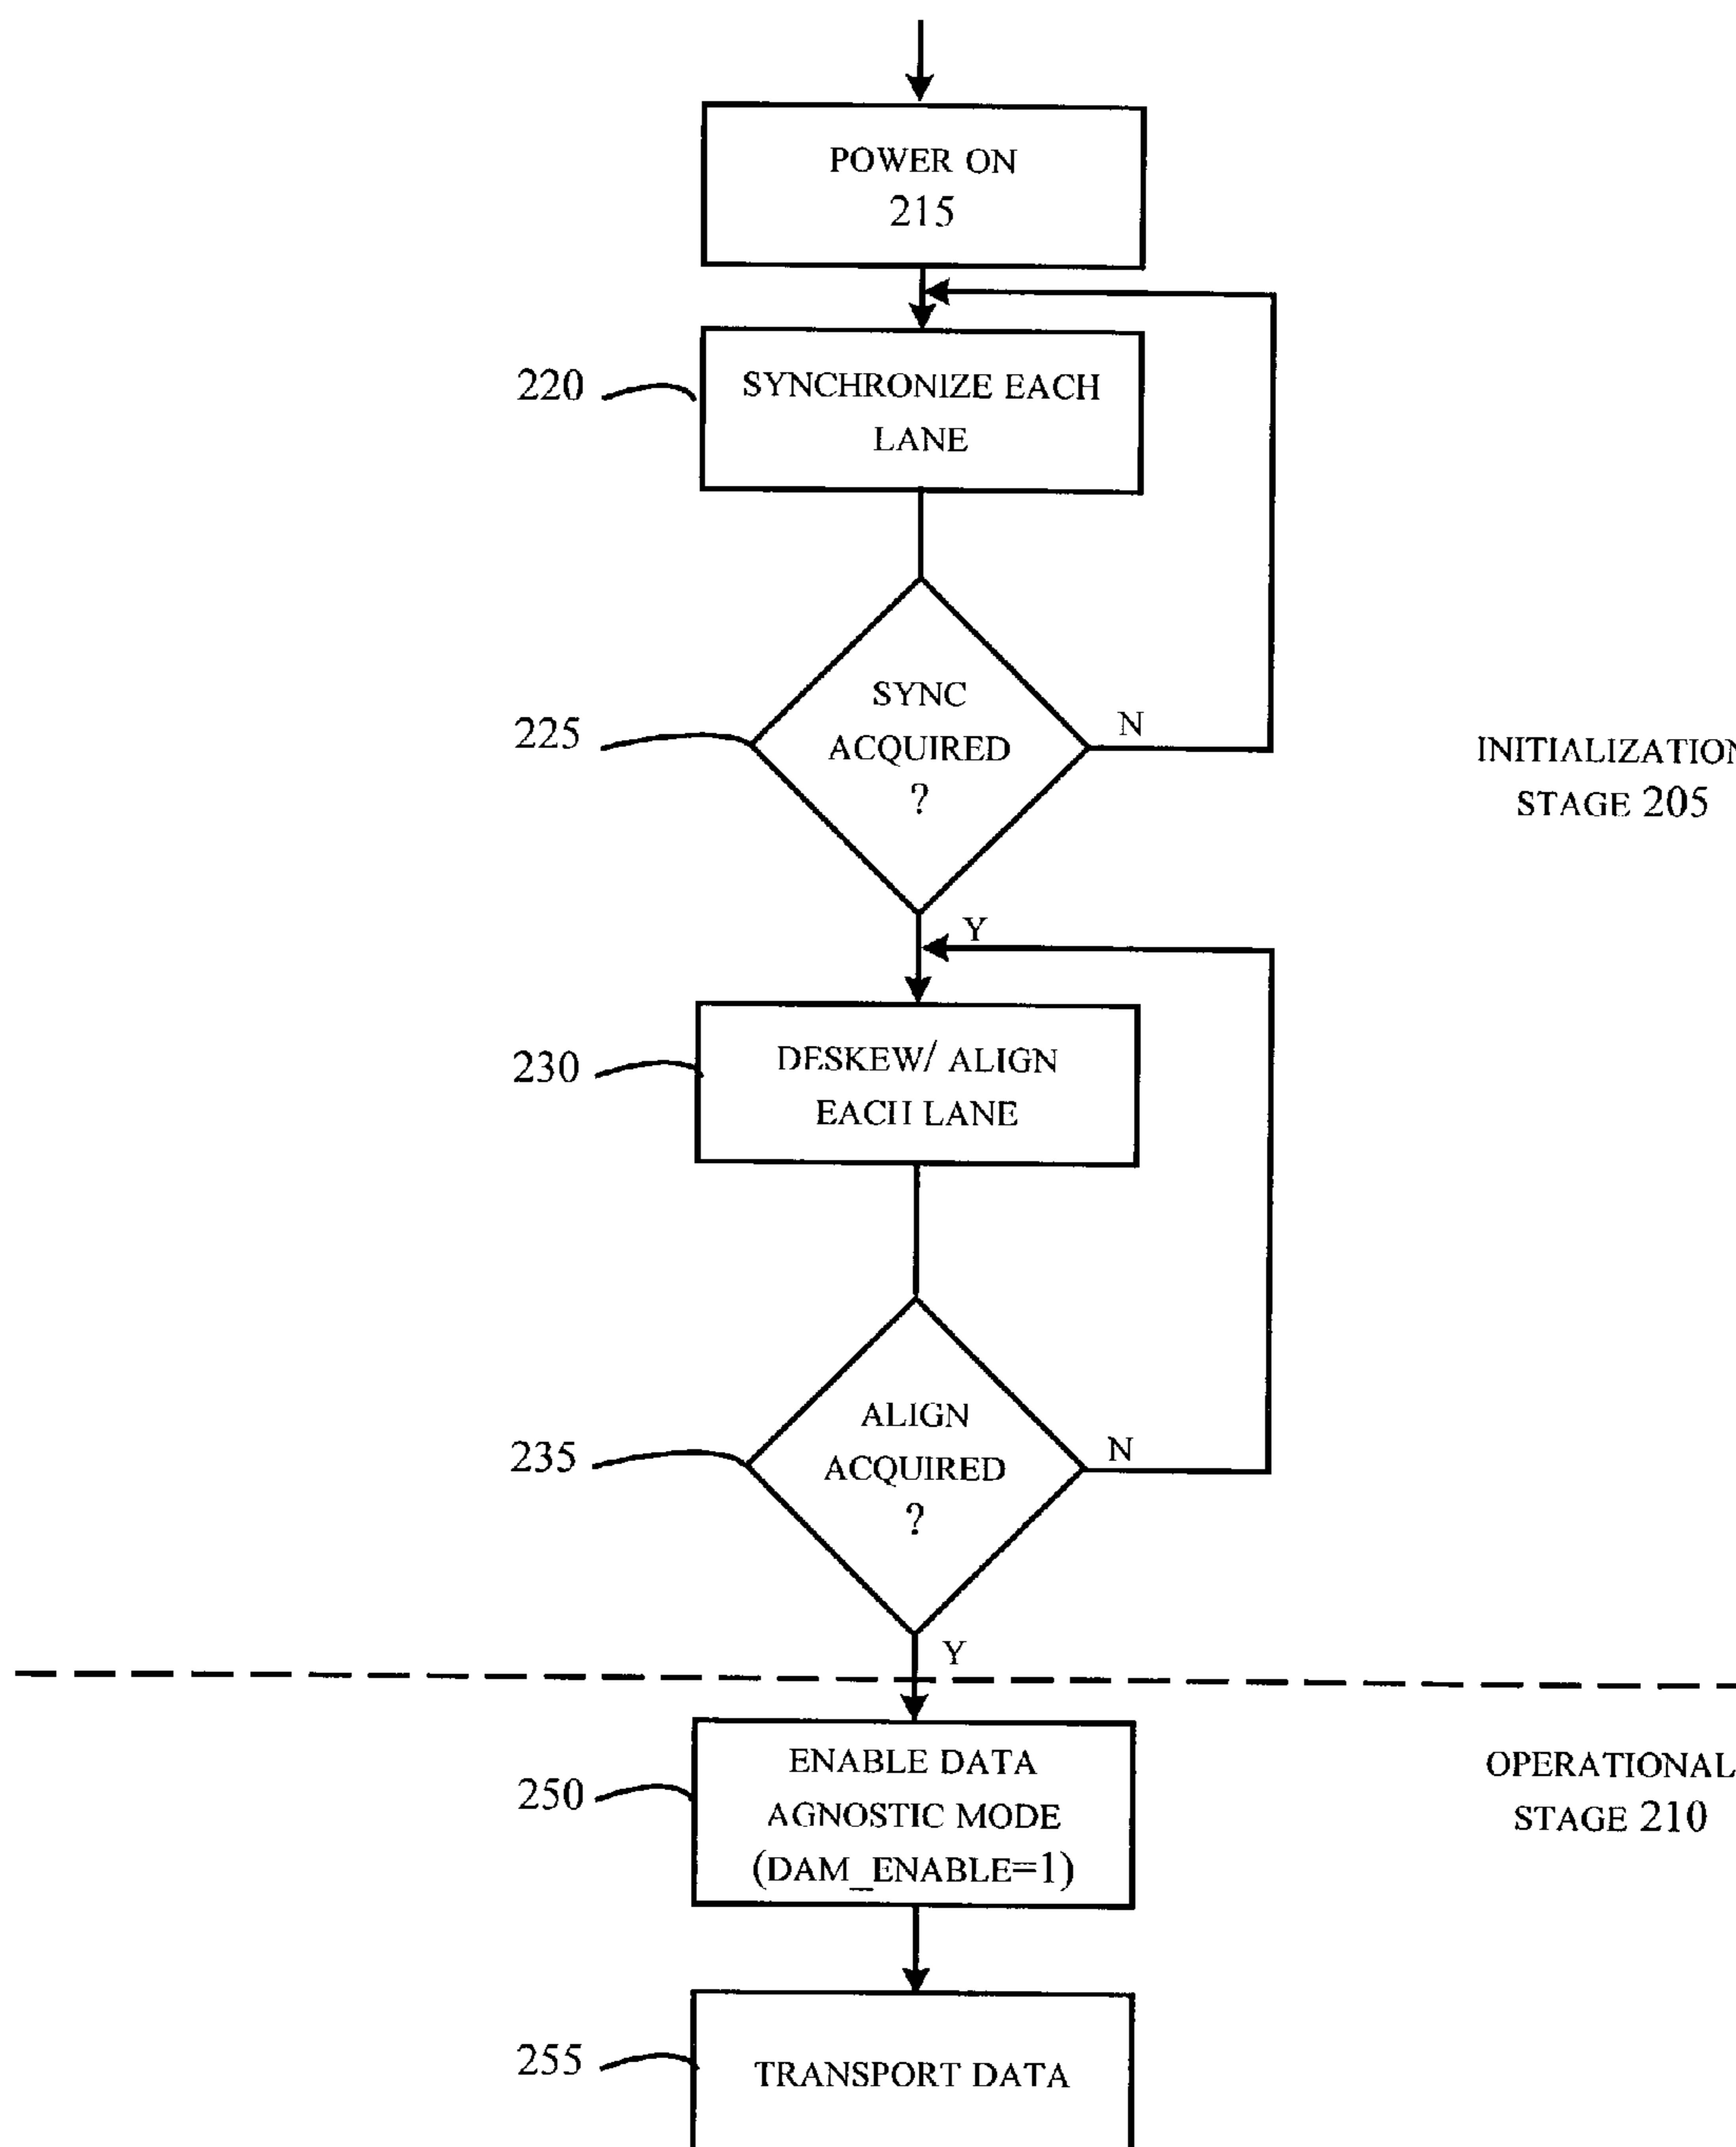 POWER ON
215
220
SYNCHRONIZE EACH
LANE
225
SYNC
ACQUIRED
?
N
INITIALIZATION
STAGE 205
Y
230
DESKEW/ ALIGN
EACH LANE
235
ALIGN
ACQUIRED
?
N
Y
250
ENABLE DATA
AGNOSTIC MODE
(DAM_ENABLE=1)
OPERATIONAL
STAGE 210
255
TRANSPORT DATA